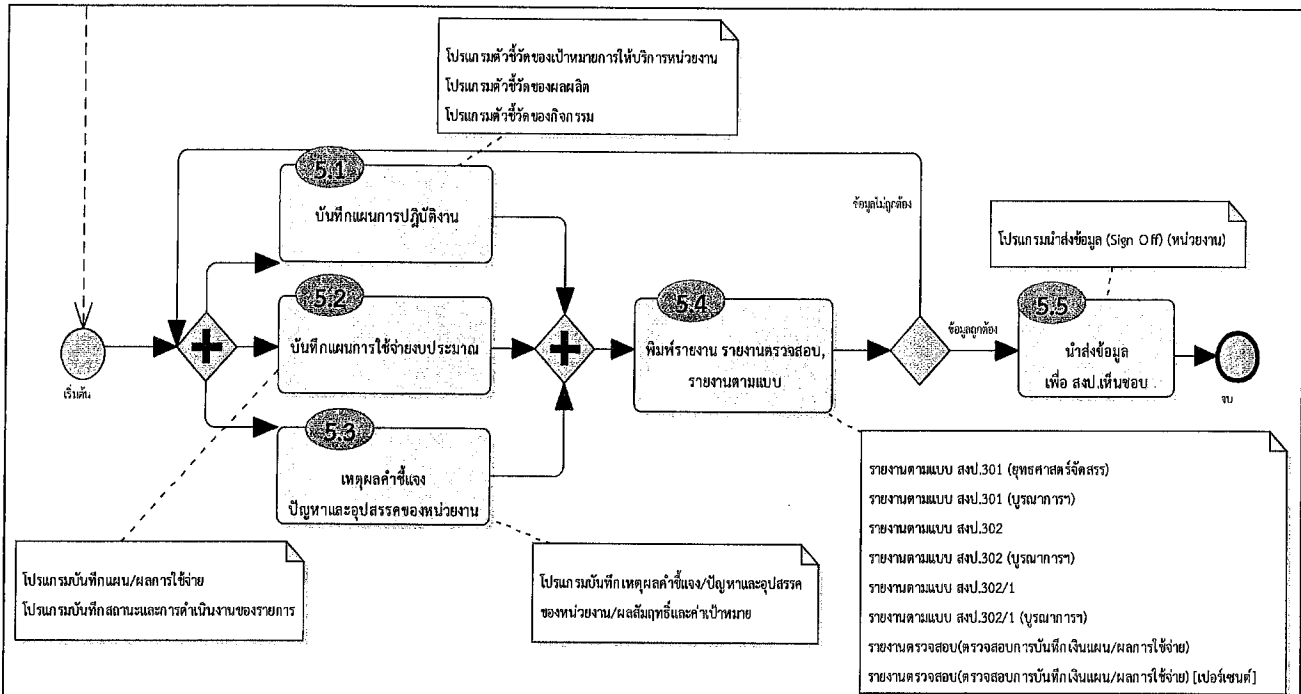 โปรแกรมตัวชี้วัดของเป้าหมายการให้บริการหน่วยงาน
โปรแกรมตัวชี้วัดของผลผลิต
โปรแกรมตัวชี้วัดของกิจกรรม
5.1
บันทึกแผนการปฏิบัติงาน
ข้อมูลไม่ถูกต้อง
โปรแกรมนำส่งข้อมูล (Sign Off) (หน่วยงาน)
5.2
บันทึกแผนการใช้จ่ายงบประมาณ
5.4
พิมพ์รายงาน รายงานตรวจสอบ,
รายงานตามแบบ
ข้อมูลถูกต้อง
5.5
นำส่งข้อมูล
เพื่อ สงป.เห็นชอบ
เริ่มต้น
จบ
5.3
เหตุผลคำชี้แจง
ปัญหาและอุปสรรคของหน่วยงาน
โปรแกรมบันทึกแผน/ผลการใช้จ่าย
โปรแกรมบันทึกสถานะและการดำเนินงานของรายการ
โปรแกรมบันทึกเหตุผลคำชี้แจง/ปัญหาและอุปสรรค
ของหน่วยงาน/ผลสัมฤทธิ์และค่าเป้าหมาย
รายงานตามแบบ สงป.301 (ยุทธศาสตร์จัดสรร)
รายงานตามแบบ สงป.301 (บูรณาการฯ)
รายงานตามแบบ สงป.302
รายงานตามแบบ สงป.302 (บูรณาการฯ)
รายงานตามแบบ สงป.302/1
รายงานตามแบบ สงป.302/1 (บูรณาการฯ)
รายงานตรวจสอบ(ตรวจสอบการบันทึกเงินแผน/ผลการใช้จ่าย)
รายงานตรวจสอบ(ตรวจสอบการบันทึกเงินแผน/ผลการใช้จ่าย) [เปอร์เซนต์]